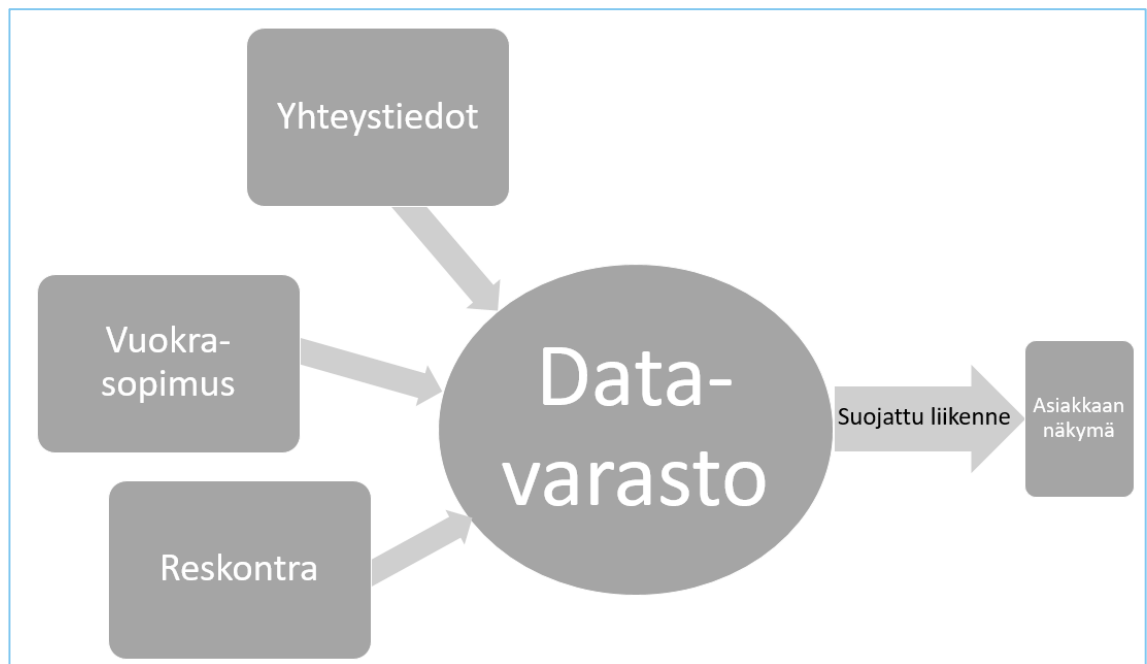 Yhteystiedot
Vuokra-
sopimus
Reskontra
Data-
varasto
Suojattu liikenne
Asiakkaan
näkymä